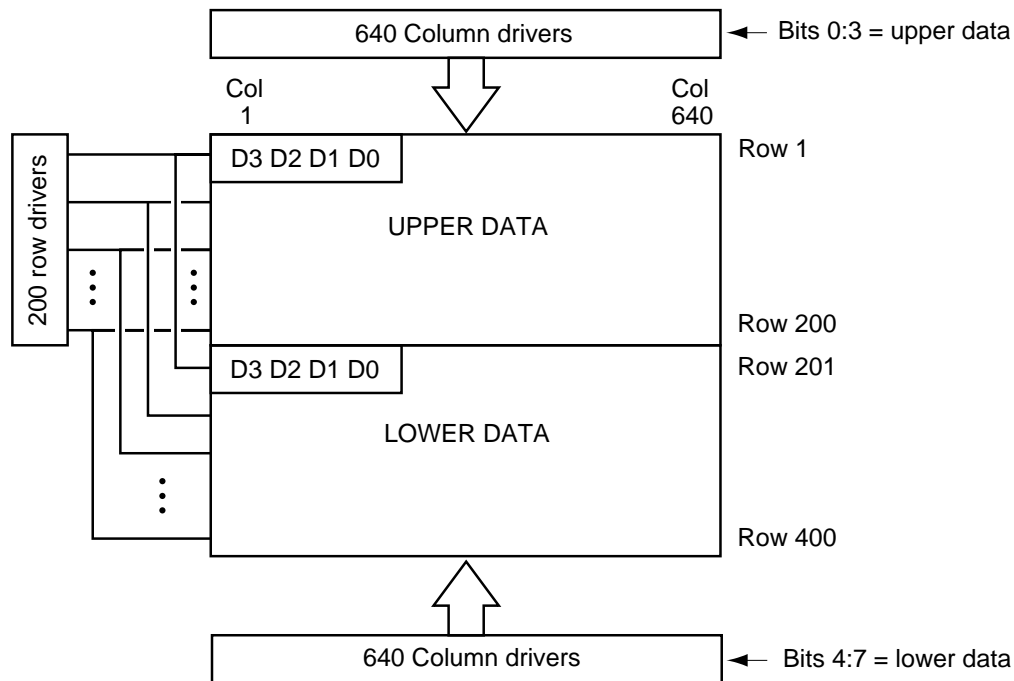 640 Column drivers
Bits 0:3 = upper data
Col
1
Col
640
200 row drivers
D3 D2 D1 D0
Row 1
UPPER DATA
Row 200
D3 D2 D1 D0
Row 201
LOWER DATA
Row 400
640 Column drivers
Bits 4:7 = lower data